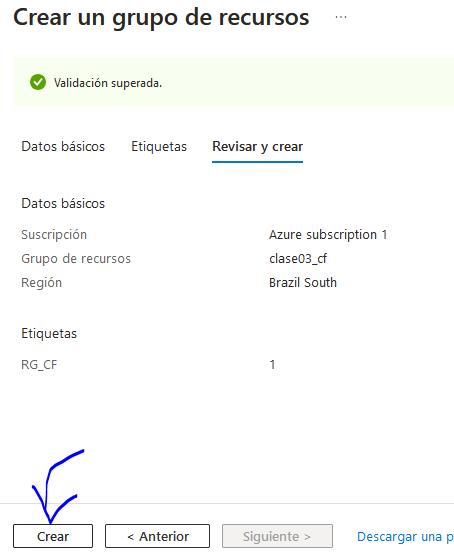 Crear un grupo de recursos ...
Validación superada.
Datos básicos Etiquetas Revisar y crear
Datos básicos
Suscripción Azure subscription 1
Grupo de recursos clase03_cf
Región Brazil South
Etiquetas
RG_CF 1
Crear < Anterior Siguiente > Descargar una p